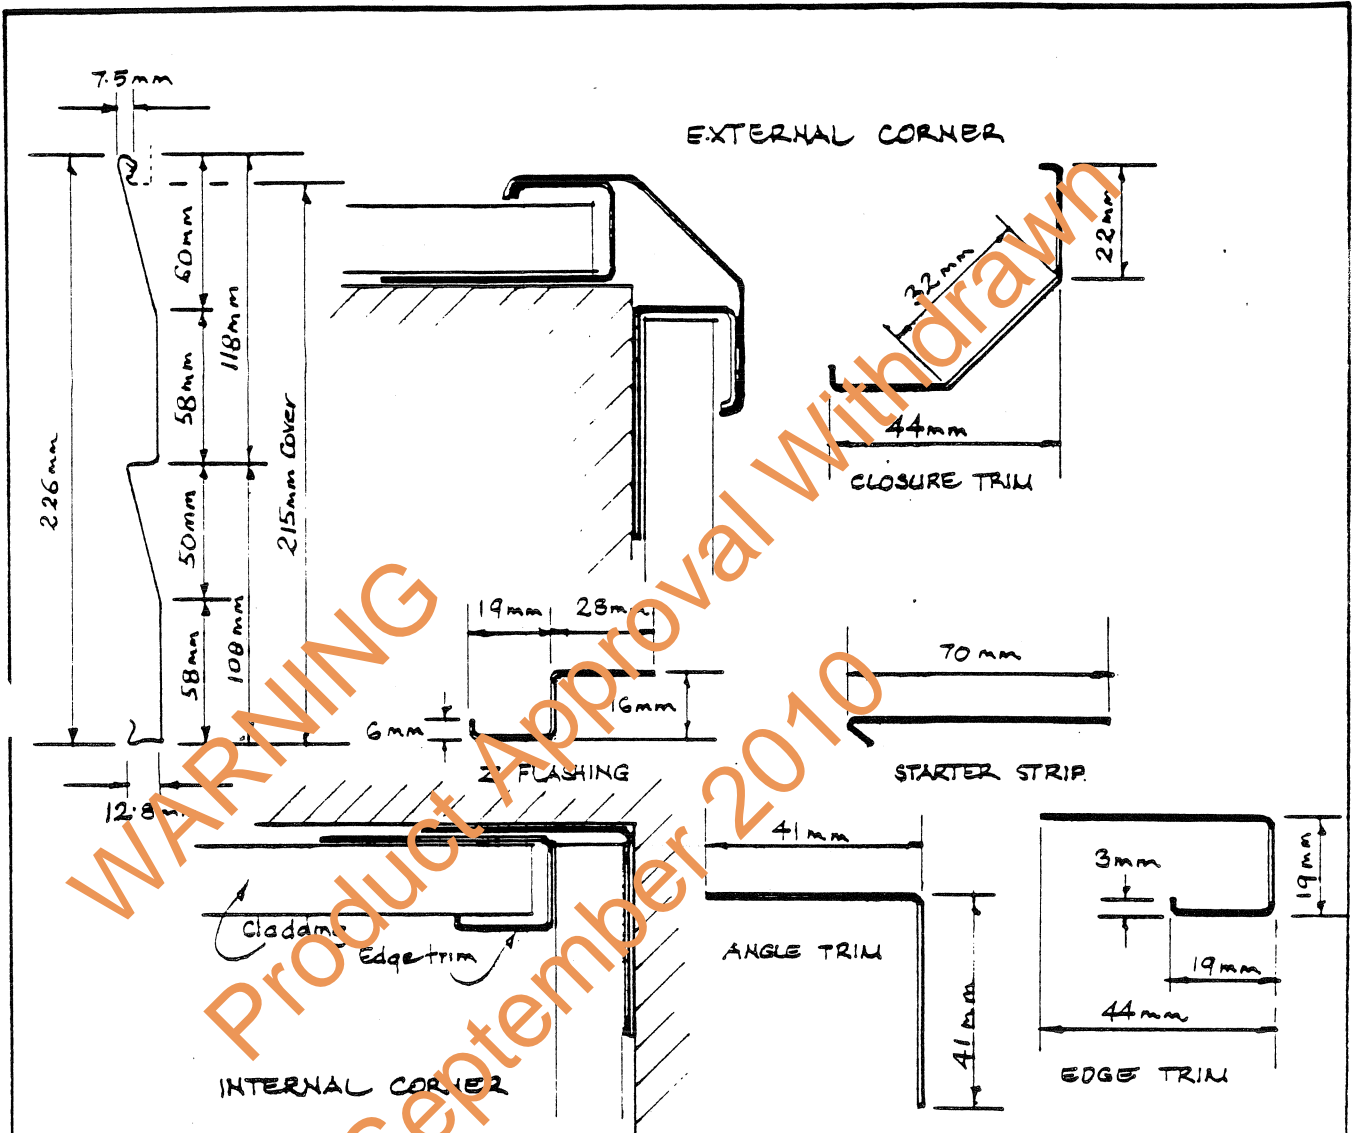 7.5mm
EXTERNAL CORNER
226mm
60mm
118mm
58mm
215mm Cover
50mm
58mm
108mm
12.8m
22mm
32mm
44mm
CLOSURE TRIM
19mm
28mm
16mm
6mm
Z FLASHING
70mm
STARTER STRIP.
Cladding
Edge trim
INTERNAL CORNER
41mm
41mm
ANGLE TRIM
3mm
19mm
19mm
44mm
EDGE TRIM
WARNING
Product Approval Withdrawn
September 2010